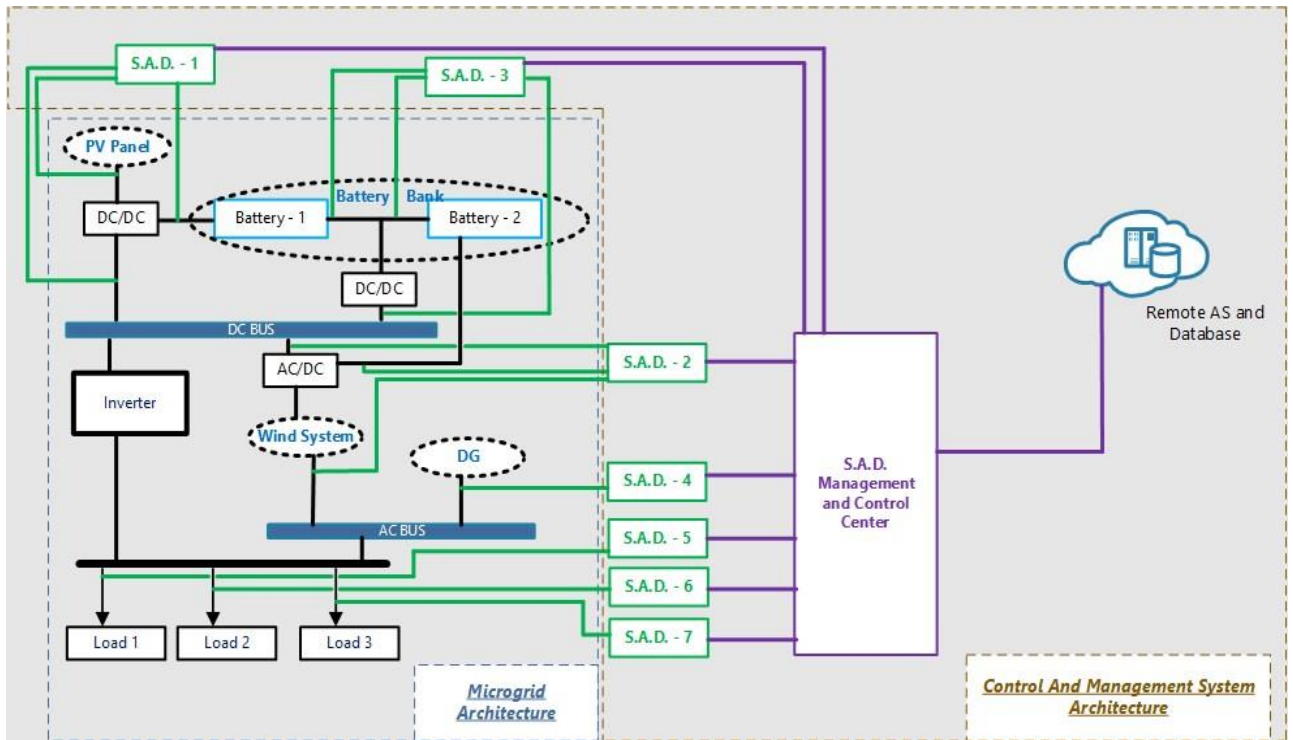 S.A.D. - 1
S.A.D. - 3
PV Panel
Battery Bank
DC/DC
Battery - 1
Battery - 2
DC/DC
DC BUS
Remote AS and
Database
AC/DC
S.A.D. - 2
Inverter
Wind System
DG
S.A.D. - 4
S.A.D.
Management
and Control
Center
AC BUS
S.A.D. - 5
S.A.D. - 6
Load 1
Load 2
Load 3
S.A.D. - 7
Microgrid
Architecture
Control And Management System
Architecture